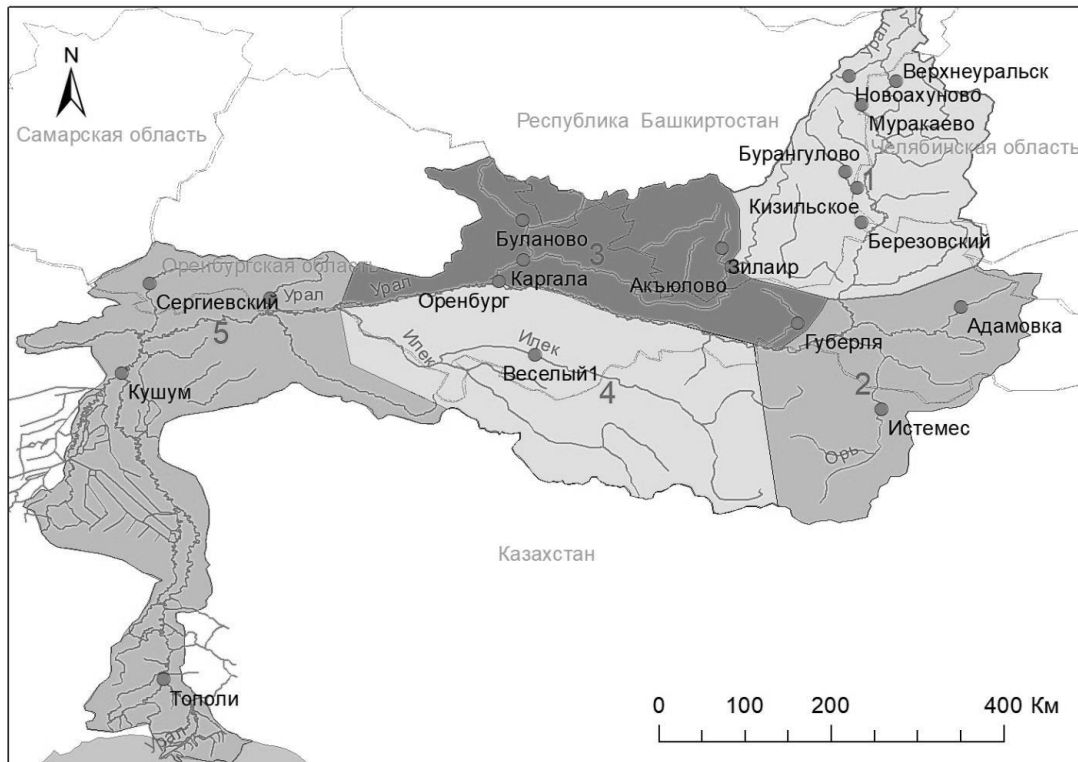 N
Урал
Верхнеуральск
Новоахуново
Муракаево
Самарская область
Республика Башкиртостан
Челябинская область
Бурангулово
1
Кизильское
Березовский
Буланово
3
Зилаир
Оренбургская область
Каргала
Акъюлово
Сергиевский
Урал
Урал
Оренбург
Адамовка
5
Губерля
Илек
Илек
Кушум
Веселый1
4
2
Истемес
Орь
Казахстан
Тополи
Урал
0 100 200 400 Км